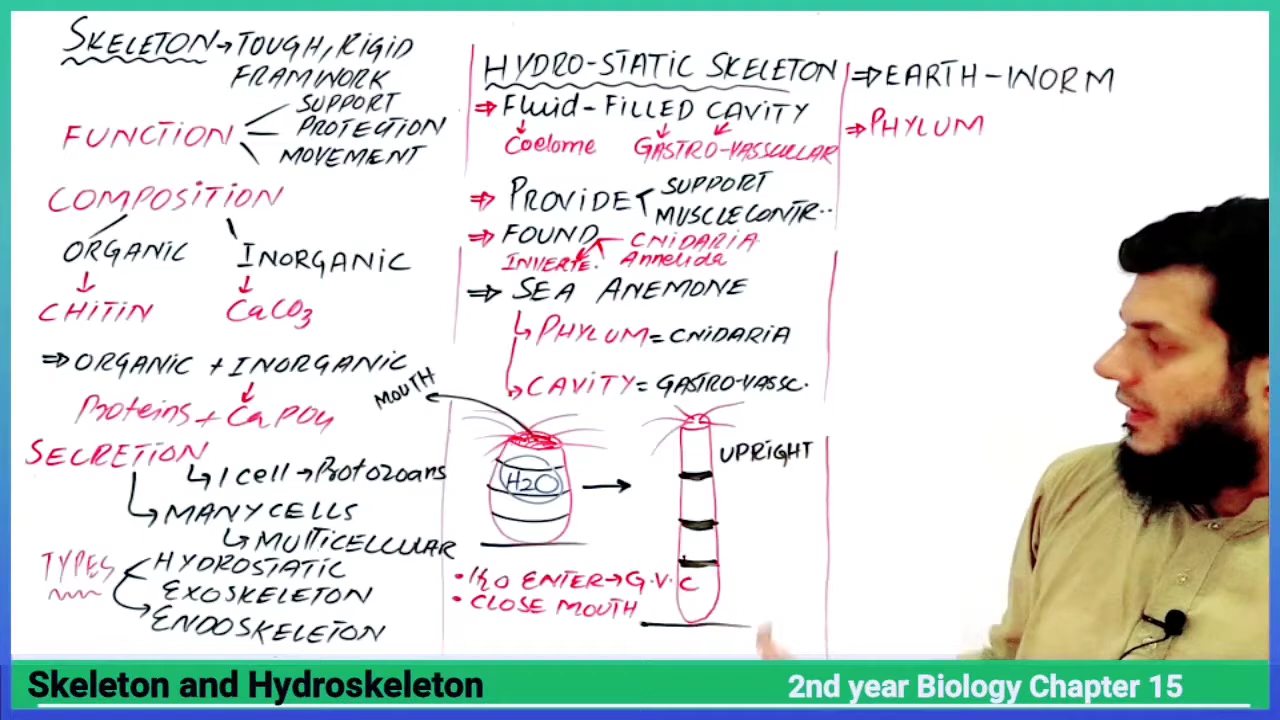 SKELETON → TOUGH, RIGID
FRAMWORK
FUNCTION
SUPPORT
PROTECTION
MOVEMENT
COMPOSITION
ORGANIC
INORGANIC
↓
↓
CHITIN
CaCO3
⇒ ORGANIC + INORGANIC
↓
Proteins + CaPO4
SECRETION
↳ 1 cell → Protozoans
↳ MANY CELLS
↳ MULTICELLULAR
TYPES
HYDROSTATIC
EXOSKELETON
ENDOSKELETON
HYDRO-STATIC SKELETON
⇒ Fluid-FILLED CAVITY
Coelome GASTRO-VASSCULLAR
⇒ PROVIDE
SUPPORT
MUSCLE CONTR..
⇒ FOUND
CNIDARIA
INVERTE. Annelida
⇒ SEA ANEMONE
↳ PHYLUM = CNIDARIA
↳ CAVITY = GASTRO-VASSC.
MOUTH
H2O
UPRIGHT
• H2O ENTER → G.V.C
• CLOSE MOUTH
⇒ EARTH-WORM
⇒ PHYLUM
Skeleton and Hydroskeleton
2nd year Biology Chapter 15